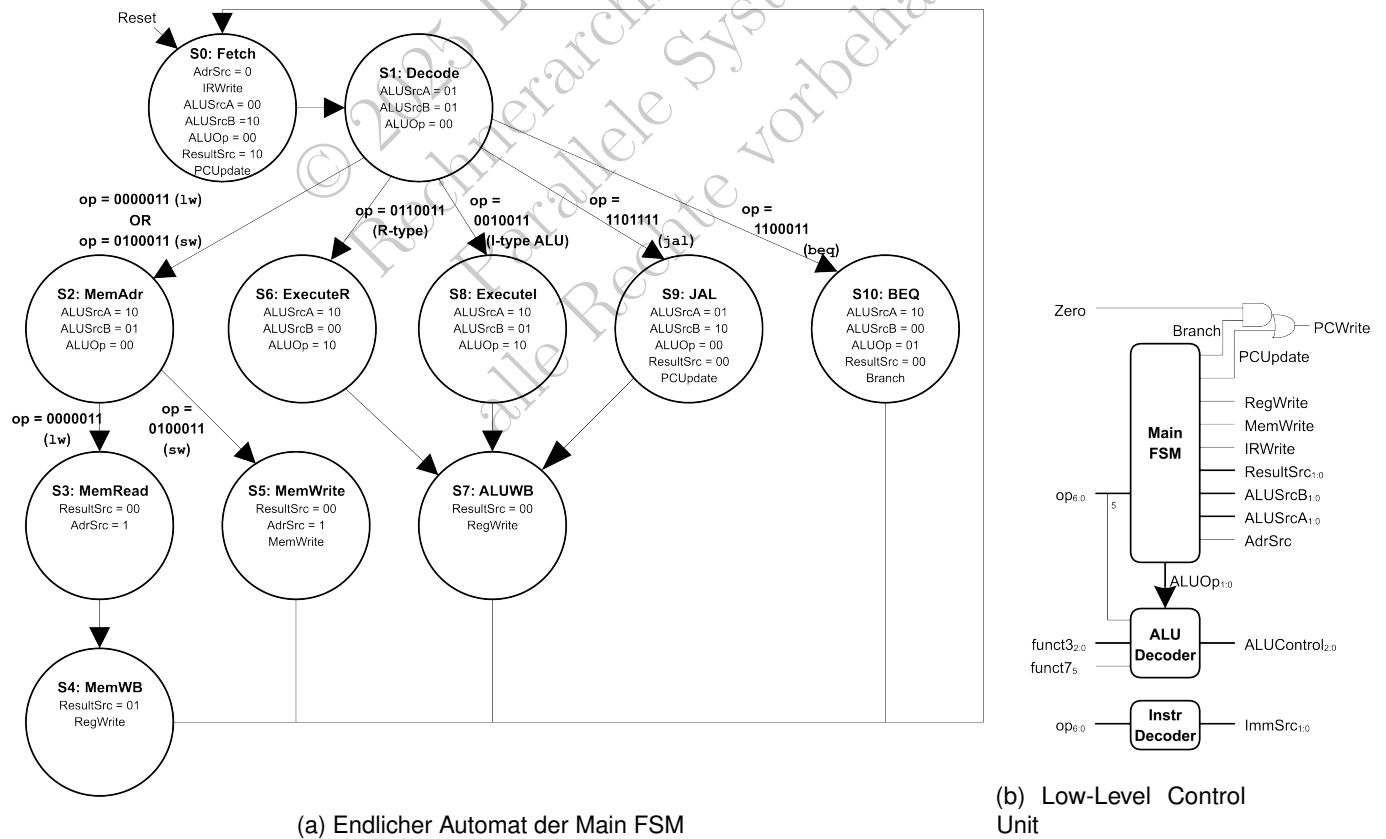 Reset
S0: Fetch
AdrSrc = 0
IRWrite
ALUSrcA = 00
ALUSrcB =10
ALUOp = 00
ResultSrc = 10
PCUpdate
S1: Decode
ALUSrcA = 01
ALUSrcB = 01
ALUOp = 00
op = 0000011 (lw)
OR
op = 0100011 (sw)
op = 0110011
(R-type)
op =
0010011
(I-type ALU)
op =
1101111
(jal)
op =
1100011
(beq)
S2: MemAdr
ALUSrcA = 10
ALUSrcB = 01
ALUOp = 00
S6: ExecuteR
ALUSrcA = 10
ALUSrcB = 00
ALUOp = 10
S8: ExecuteI
ALUSrcA = 10
ALUSrcB = 01
ALUOp = 10
S9: JAL
ALUSrcA = 01
ALUSrcB = 10
ALUOp = 00
ResultSrc = 00
PCUpdate
S10: BEQ
ALUSrcA = 10
ALUSrcB = 00
ALUOp = 01
ResultSrc = 00
Branch
op = 0000011
(lw)
op =
0100011
(sw)
S3: MemRead
ResultSrc = 00
AdrSrc = 1
S5: MemWrite
ResultSrc = 00
AdrSrc = 1
MemWrite
S7: ALUWB
ResultSrc = 00
RegWrite
S4: MemWB
ResultSrc = 01
RegWrite
(a) Endlicher Automat der Main FSM
Zero
Branch
PCWrite
PCUpdate
Main
FSM
RegWrite
MemWrite
IRWrite
ResultSrc1:0
ALUSrcB1:0
ALUSrcA1:0
AdrSrc
op6:0
5
ALUOp1:0
funct32:0
funct75
ALU
Decoder
ALUControl2:0
op6:0
Instr
Decoder
ImmSrc1:0
(b) Low-Level Control
Unit
© 2025
Parallele
alle Rechte